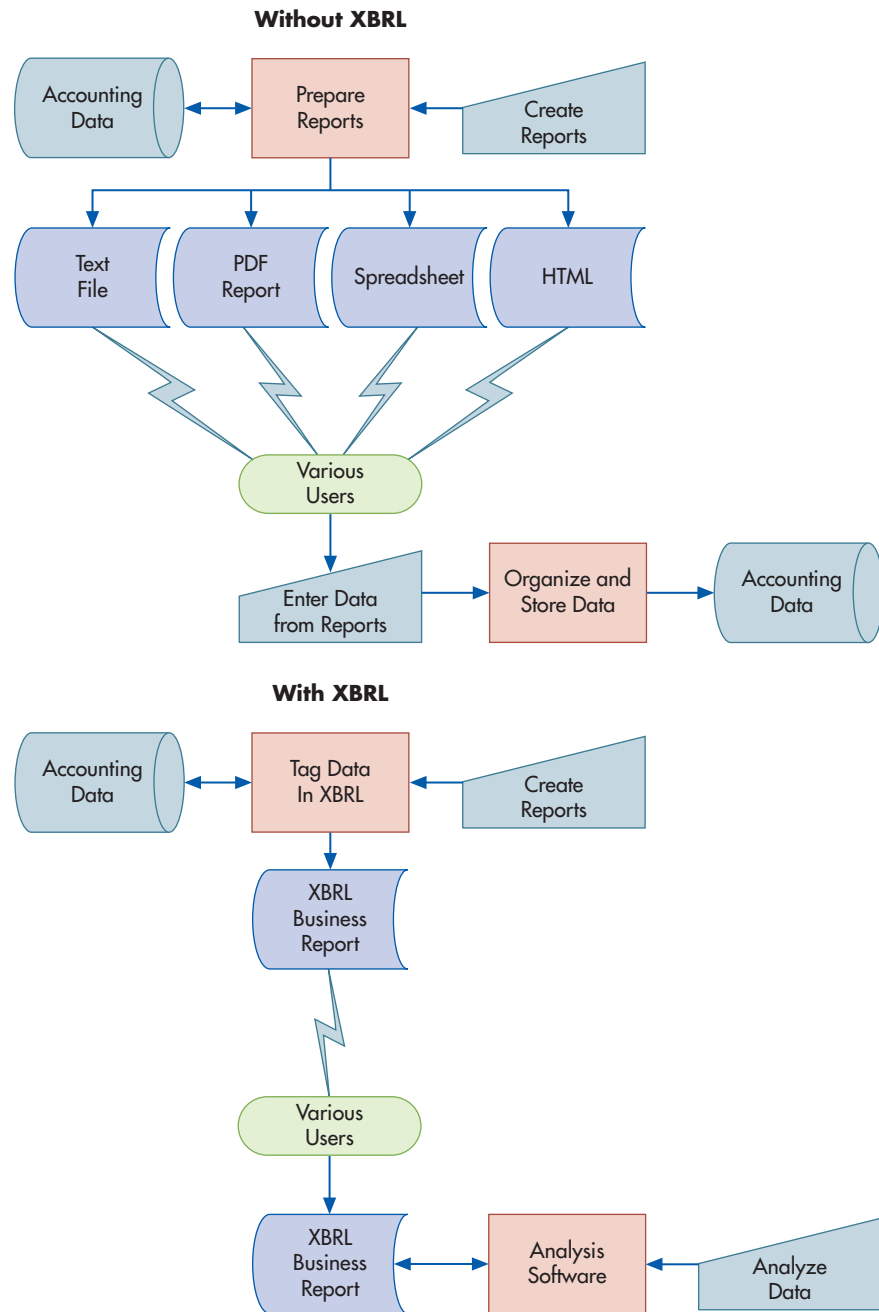 Without XBRL
Accounting
Data
Prepare
Reports
Create
Reports
Text
File
PDF
Report
Spreadsheet
HTML
Various
Users
Enter Data
from Reports
Organize and
Store Data
Accounting
Data
With XBRL
Accounting
Data
Tag Data
In XBRL
Create
Reports
XBRL
Business
Report
Various
Users
XBRL
Business
Report
Analysis
Software
Analyze
Data